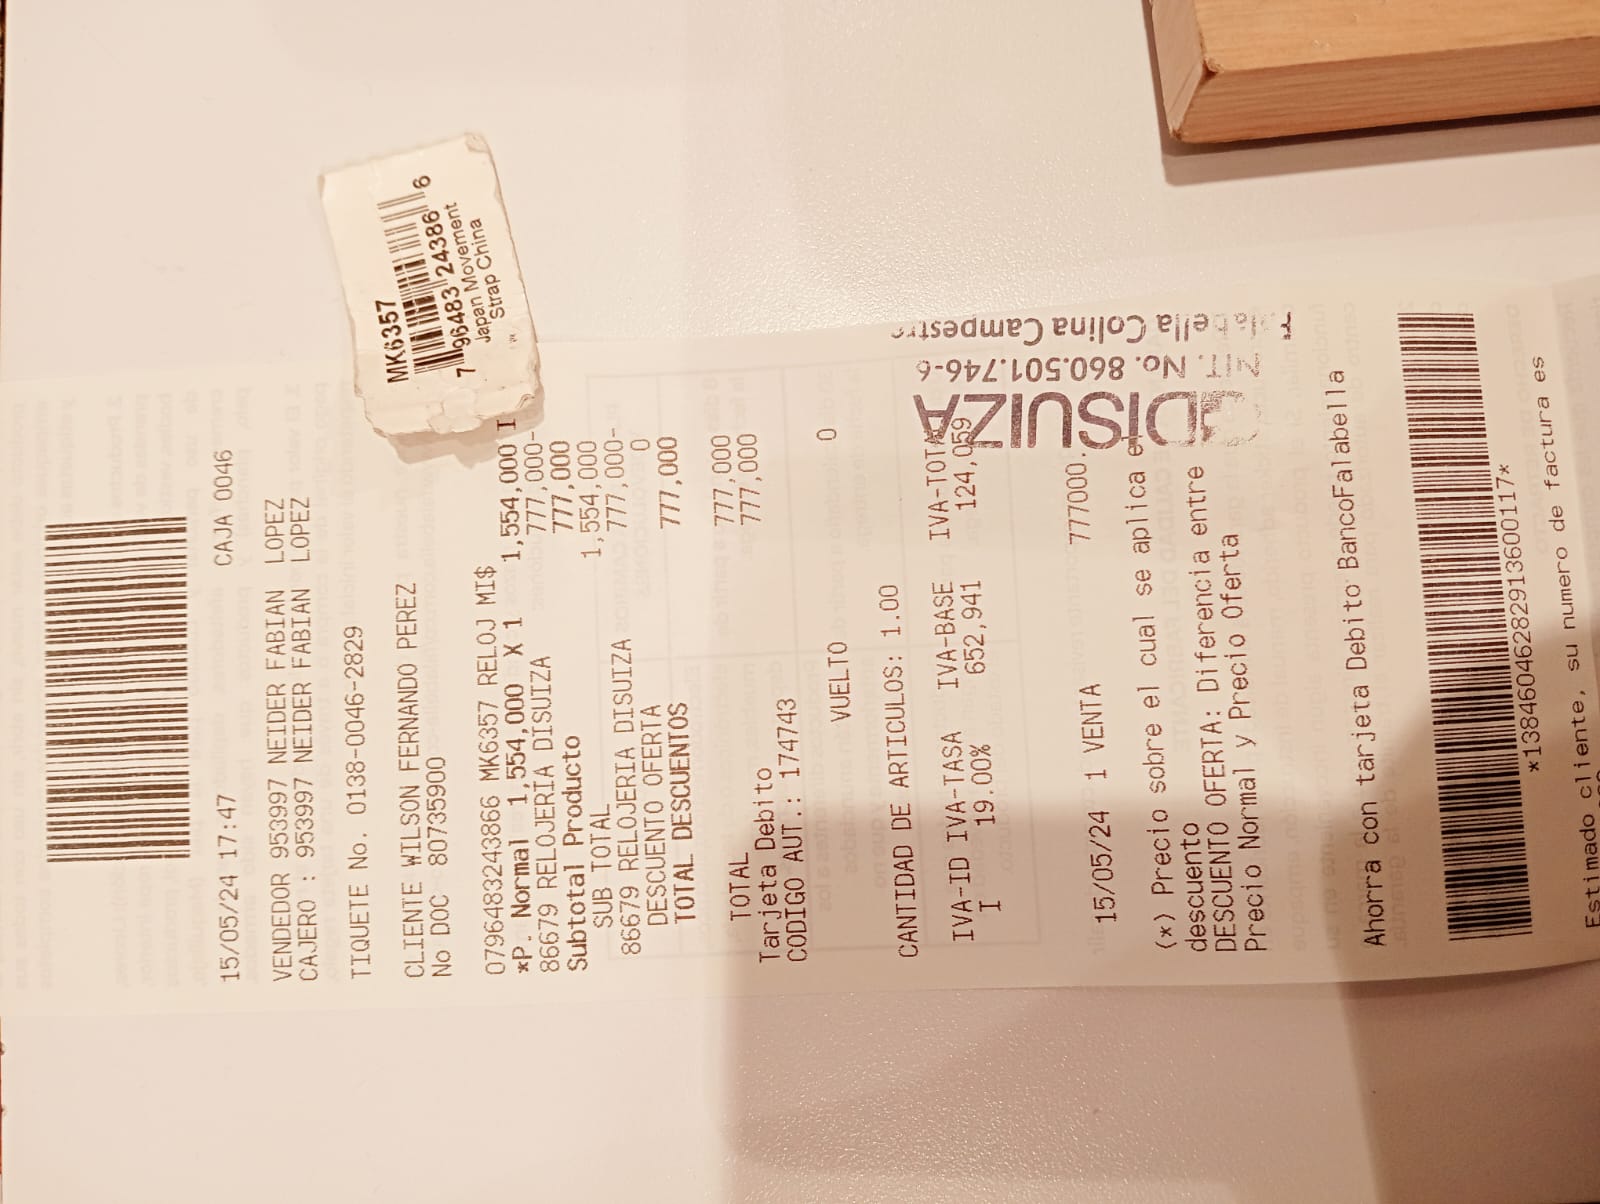 15/05/24 17:47 CAJA 0046
VENDEDOR 953997 NEIDER FABIAN LOPEZ
CAJERO : 953997 NEIDER FABIAN LOPEZ
TIQUETE No. 0138-0046-2829
CLIENTE WILSON FERNANDO PEREZ
No DOC : 80735900
0796483243866 MK6357 RELOJ MI$
*P. Normal 1,554,000 X 1 1,554,000 I
86679 RELOJERIA DISUIZA 777,000-
Subtotal Producto 777,000
SUB TOTAL 1,554,000
86679 RELOJERIA DISUIZA 777,000-
DESCUENTO OFERTA 0
TOTAL DESCUENTOS 777,000
TOTAL 777,000
Tarjeta Debito 777,000
CODIGO AUT.: 174743
VUELTO 0
CANTIDAD DE ARTICULOS: 1.00
IVA-ID IVA-TASA IVA-BASE IVA-TOTA
I 19.00% 652,941 124,059
15/05/24 1 VENTA 777000.
(*) Precio sobre el cual se aplica el
descuento
DESCUENTO OFERTA: Diferencia entre
Precio Normal y Precio Oferta
Ahorra con tarjeta Debito BancoFalabella
*13846046282913600117*
Estimado cliente, su numero de factura es
MK6357
7 96483 24386 6
Japan Movement
Strap China
DISUIZA
NIT. No. 860.501.746-6
Colina Campestre